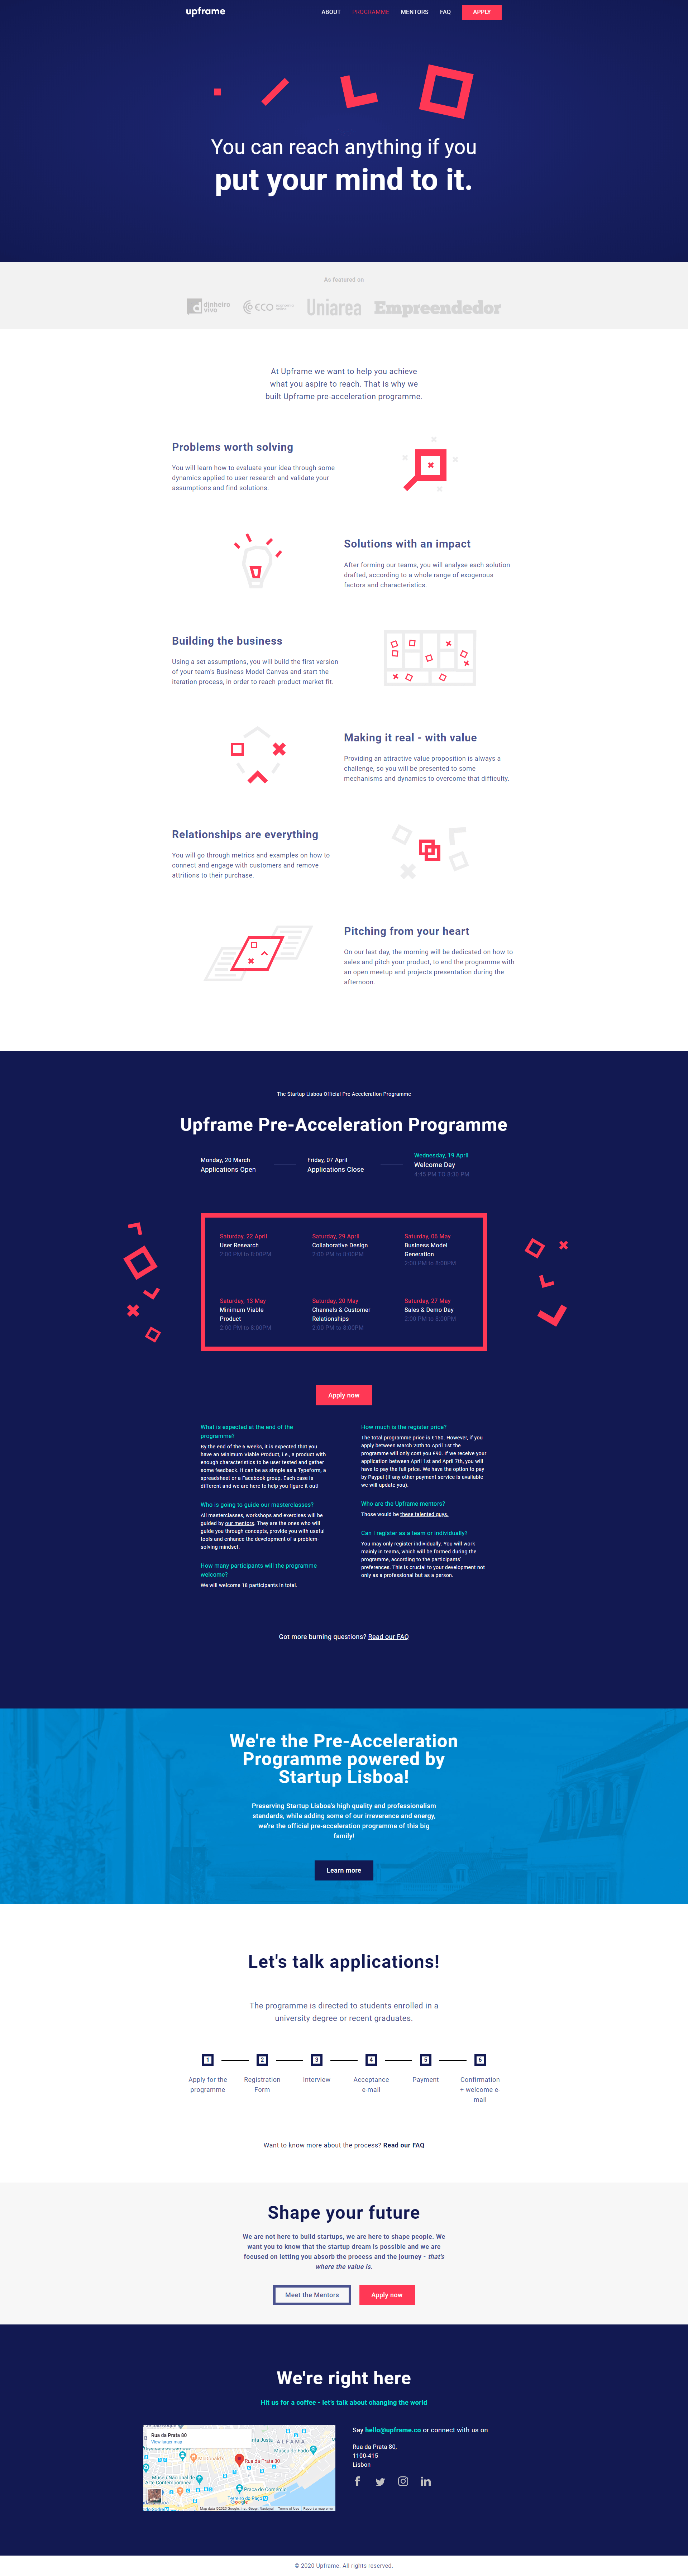 upframe
ABOUT PROGRAMME MENTORS FAQ APPLY
You can reach anything if you
put your mind to it.
As featured on
dinheiro
vivo
eco
Uniarea
Empreendedor
At Upframe we want to help you achieve
what you aspire to reach. That is why we
built Upframe pre-acceleration programme.
Problems worth solving
You will learn how to evaluate your idea through some
dynamics applied to user research and validate your
assumptions and find solutions.
Solutions with an impact
After forming our teams, you will analyse each solution
drafted, according to a whole range of exogenous
factors and characteristics.
Building the business
Using a set assumptions, you will build the first version
of your team's Business Model Canvas and start the
iteration process, in order to reach product market fit.
Making it real - with value
Providing an attractive value proposition is always a
challenge, so you will be presented to some
mechanisms and dynamics to overcome that difficulty.
Relationships are everything
You will go through metrics and examples on how to
connect and engage with customers and remove
attritions to their purchase.
Pitching from your heart
On our last day, the morning will be dedicated on how to
sales and pitch your product, to end the programme with
an open meetup and projects presentation during the
afternoon.
The Startup Lisboa Official Pre-Acceleration Programme
Upframe Pre-Acceleration Programme
Monday, 20 March
Applications Open
Friday, 07 April
Applications Close
Wednesday, 19 April
Welcome Day
4:45 PM TO 8:30 PM
Saturday, 22 April
User Research
2:00 PM to 8:00PM
Saturday, 29 April
Collaborative Design
2:00 PM to 8:00PM
Saturday, 06 May
Business Model
Generation
2:00 PM to 8:00PM
Saturday, 13 May
Minimum Viable
Product
2:00 PM to 8:00PM
Saturday, 20 May
Channels & Customer
Relationships
2:00 PM to 8:00PM
Saturday, 27 May
Sales & Demo Day
2:00 PM to 8:00PM
Apply now
What is expected at the end of the
programme?
By the end of the 6 weeks, it is expected that you
have an Minimum Viable Product, i.e., a product with
enough characteristics to be user tested and gather
some feedback. It can be as simple as a Typeform, a
spreadsheet or a Facebook group. Each case is
different and we are here to help you figure it out!
Who is going to guide our masterclasses?
All masterclasses, workshops and exercises will be
guided by our mentors. They are the ones who will
guide you through concepts, provide you with useful
tools and enhance the development of a problem-
solving mindset.
How many participants will the programme
welcome?
We will welcome 18 participants in total.
How much is the register price?
The total programme price is €150. However, if you
apply between March 20th to April 1st the
programme will only cost you €90. If we receive your
application between April 1st and April 7th, you will
have to pay the full price. We have the option to pay
by Paypal (if any other payment service is available
we will update you).
Who are the Upframe mentors?
Those would be these talented guys.
Can I register as a team or individually?
You may only register individually. You will work
mainly in teams, which will be formed during the
programme, according to the participants'
preferences. This is crucial to your development not
only as a professional but as a person.
Got more burning questions? Read our FAQ
We're the Pre-Acceleration
Programme powered by
Startup Lisboa!
Preserving Startup Lisboa's high quality and professionalism
standards, while adding some of our irreverence and energy,
we're the official pre-acceleration programme of this big
family!
Learn more
Let's talk applications!
The programme is directed to students enrolled in a
university degree or recent graduates.
1 2 3 4 5 6
Apply for the
programme
Registration
Form
Interview
Acceptance
e-mail
Payment
Confirmation
+ welcome e-
mail
Want to know more about the process? Read our FAQ
Shape your future
We are not here to build startups, we are here to shape people. We
want you to know that the startup dream is possible and we are
focused on letting you absorb the process and the journey - that's
where the value is.
Meet the Mentors
Apply now
We're right here
Hit us for a coffee - let's talk about changing the world
Rua da Prata 80
View larger map
McDonald's
Museu Nacional de
Arte Contemporânea...
Santa Justa
ALFAMA
Museu do Fado
Rua da Prata 80
Praça do Comércio
Terreiro do Paço
Google
Map data ©2020 Google, Inst. Geogr. Nacional
Terms of Use
Report a map error
Say hello@upframe.co or connect with us on
Rua da Prata 80,
1100-415
Lisbon
© 2020 Upframe. All rights reserved.